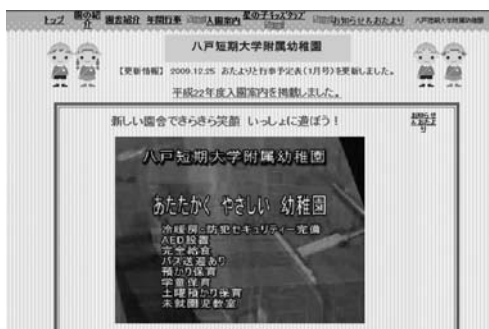 トップ 園の紹介 園舎紹介 年間行事 入園案内 星の子キッズクラブ お知らせ&おたより 八戸短期大学附属幼稚園
八戸短期大学附属幼稚園
【更新情報】 2009.12.25 おたよりと行事予定表(1月号)を更新しました。
平成22年度入園案内を掲載しました。
新しい園舎できらきら笑顔 いっしょに遊ぼう！
八戸短期大学附属幼稚園
あたたかく やさしい 幼稚園
冷暖房・防犯セキュリティー完備
AED設置
完全給食
バス送迎あり
預かり保育
学童保育
土曜預かり保育
未就園児教室